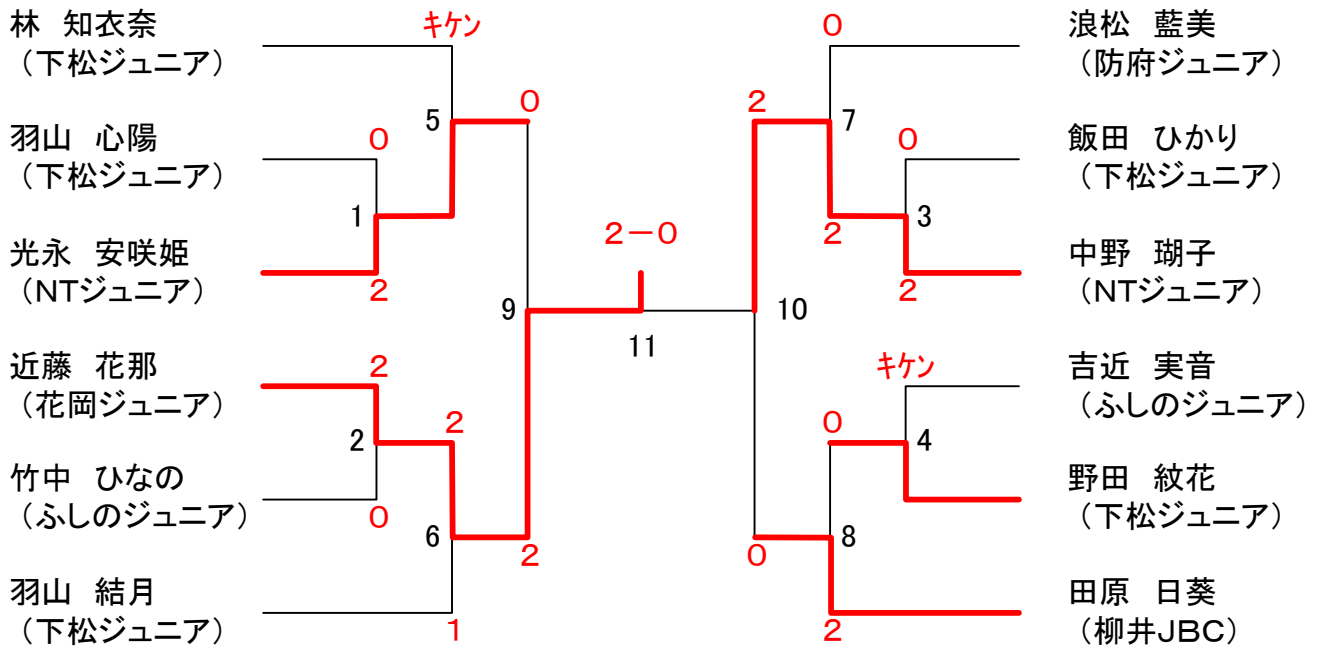 林　知衣奈
（下松ジュニア）
羽山　心陽
（下松ジュニア）
光永　安咲姫
（NTジュニア）
近藤　花那
（花岡ジュニア）
竹中　ひなの
（ふしのジュニア）
羽山　結月
（下松ジュニア）
キケン
5
0
0
1
2
9
2
2
2
0
6
2
1
2－0
11
0
2
7
0
3
2
2
10
キケン
0
4
8
0
2
浪松　藍美
（防府ジュニア）
飯田　ひかり
（下松ジュニア）
中野　瑚子
（NTジュニア）
吉近　実音
（ふしのジュニア）
野田　紋花
（下松ジュニア）
田原　日葵
（柳井JBC）